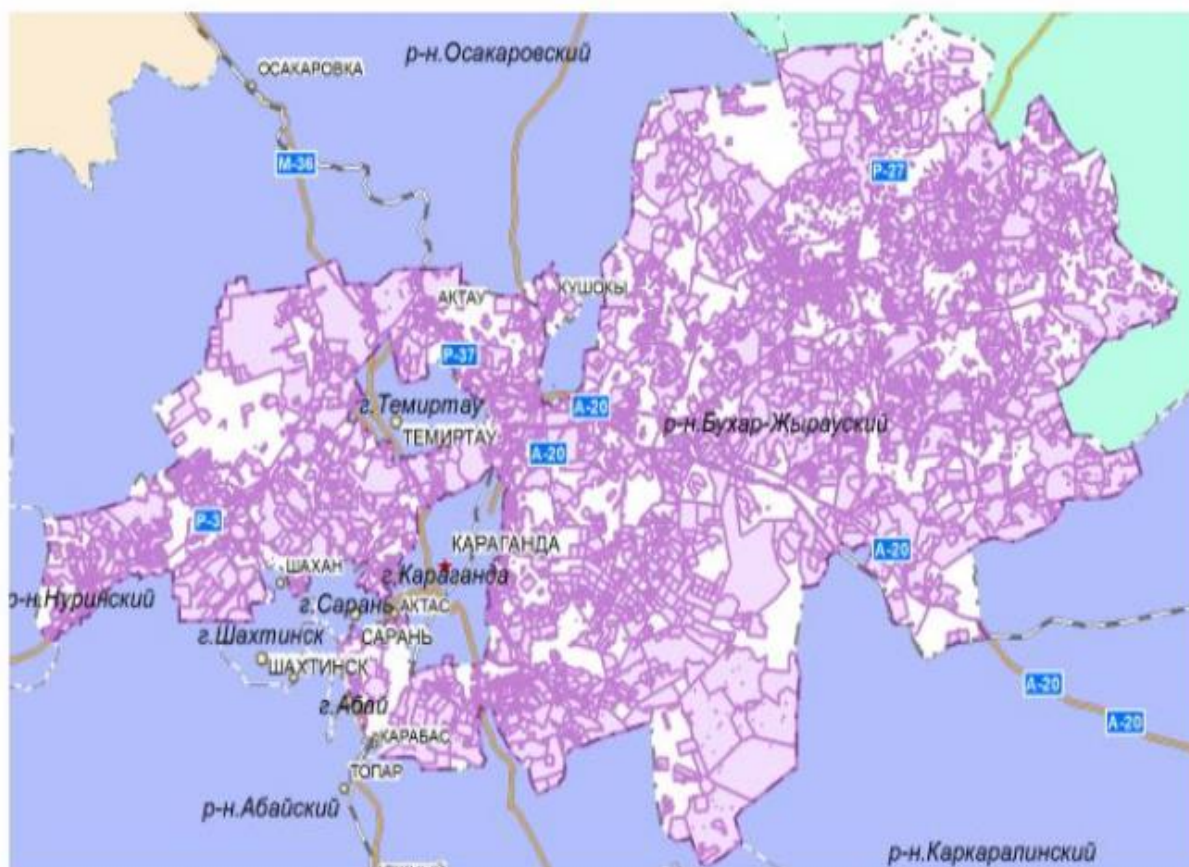 р-н.Осакаровский
ОСАКАРОВКА
М-36
Р-27
КУШОКЫ
АКТАУ
Р-37
г.Темиртау
А-20
р-н.Бухар-Жырауский
ТЕМИРТАУ
А-20
Р-3
КАРАГАНДА
А-20
ШАХАН
г.Караганда
р-н.Нуринский
г.Сарань
АКТАС
г.Шахтинск
САРАНЬ
ШАХТИНСК
А-20
г.Абай
А-20
КАРАБАС
ТОПАР
р-н.Абайский
р-н.Каркаралинский